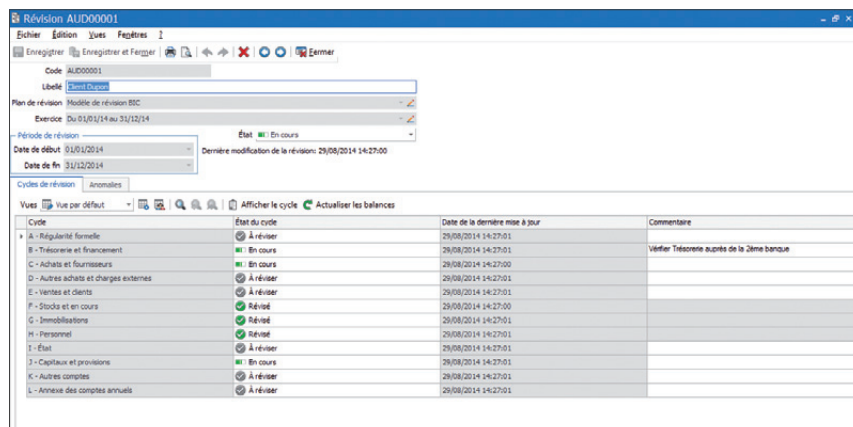 Révision AUD00001
Fichier Édition Vues Fenêtres ?
Enregistrer Enregistrer et Fermer Fermer
Code AUD00001
Libellé Client Dupon
Plan de révision Modèle de révision BIC
Exercice Du 01/01/14 au 31/12/14
Période de révision État En cours
Date de début 01/01/2014 Dernière modification de la révision: 29/08/2014 14:27:00
Date de fin 31/12/2014
Cycles de révision Anomalies
Vues Vue par défaut Afficher le cycle Actualiser les balances
Cycle État du cycle Date de la dernière mise à jour Commentaire
A - Régularité formelle À réviser 29/08/2014 14:27:01
B - Trésorerie et financement En cours 29/08/2014 14:27:01 Vérifier Trésorerie auprès de la 2ème banque
C - Achats et fournisseurs En cours 29/08/2014 14:27:00
D - Autres achats et charges externes À réviser 29/08/2014 14:27:01
E - Ventes et clients À réviser 29/08/2014 14:27:01
F - Stocks et en cours Révisé 29/08/2014 14:27:00
G - Immobilisations Révisé 29/08/2014 14:27:01
H - Personnel Révisé 29/08/2014 14:27:01
I - État À réviser 29/08/2014 14:27:01
J - Capitaux et provisions En cours 29/08/2014 14:27:01
K - Autres comptes À réviser 29/08/2014 14:27:01
L - Annexe des comptes annuels À réviser 29/08/2014 14:27:01